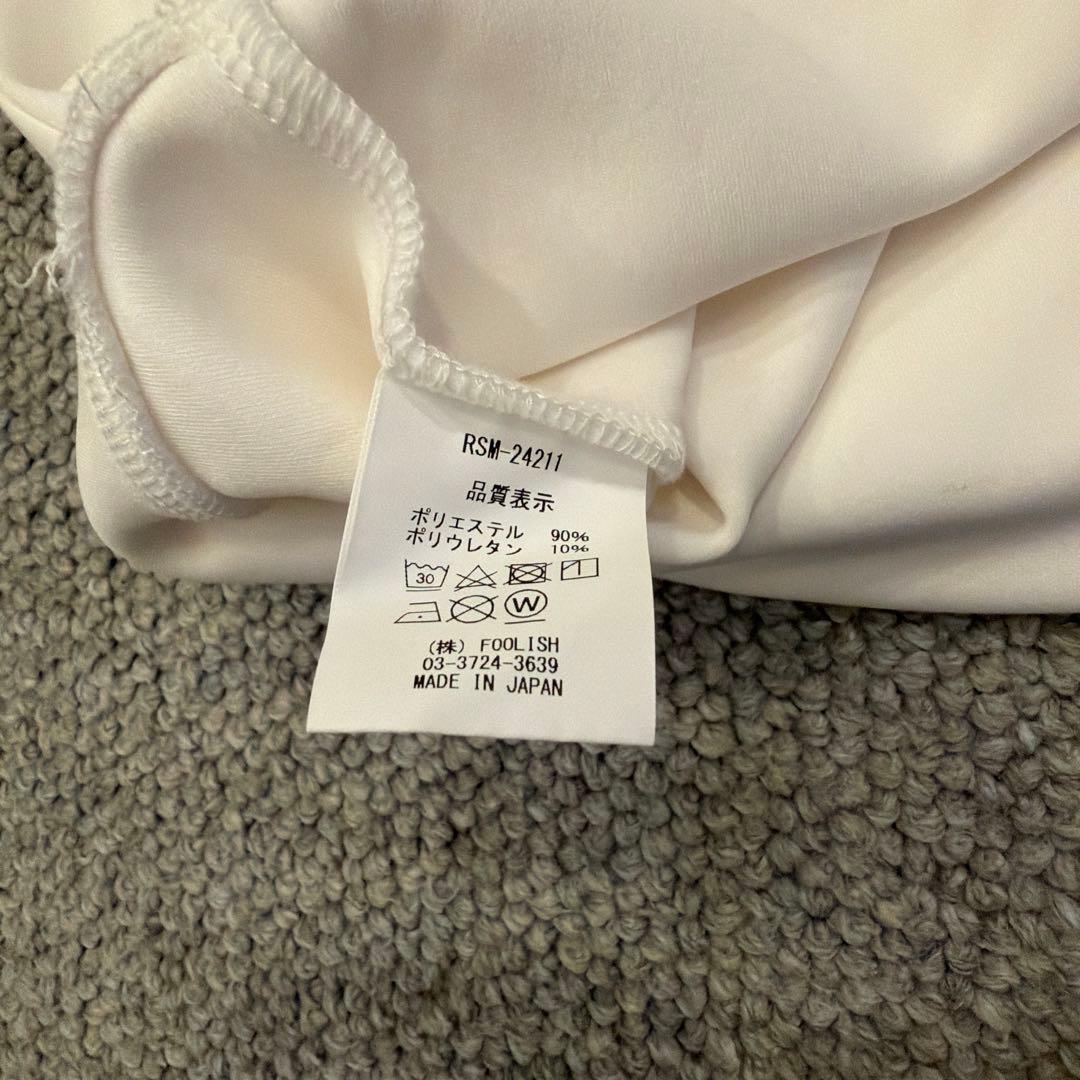 RSM-24211
品質表示
ポリエステル 90%
ポリウレタン 10%
30
W
(株) FOOLISH
03-3724-3639
MADE IN JAPAN